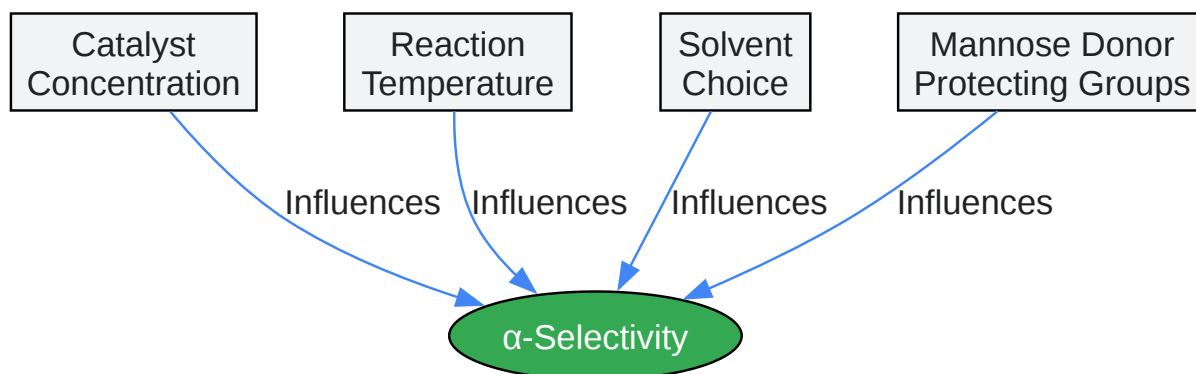 Catalyst
Concentration
Reaction
Temperature
Solvent
Choice
Mannose Donor
Protecting Groups
Influences
Influences
Influences
Influences
α-Selectivity